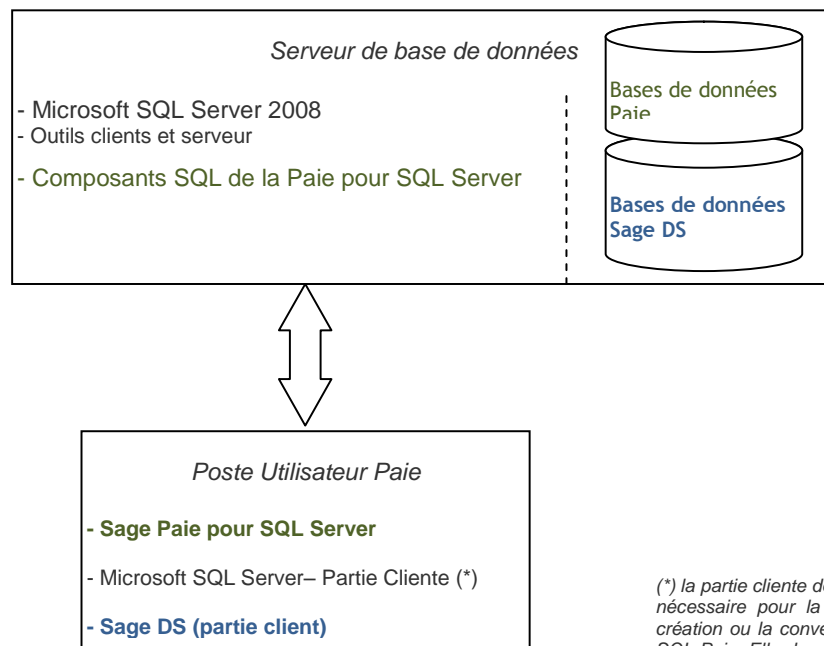 Serveur de base de données
- Microsoft SQL Server 2008
- Outils clients et serveur
- Composants SQL de la Paie pour SQL Server
Bases de données
Paie
Bases de données
Sage DS
Poste Utilisateur Paie
- Sage Paie pour SQL Server
- Microsoft SQL Server– Partie Cliente (*)
- Sage DS (partie client)
(*) la partie cliente
nécessaire pour la
création ou la